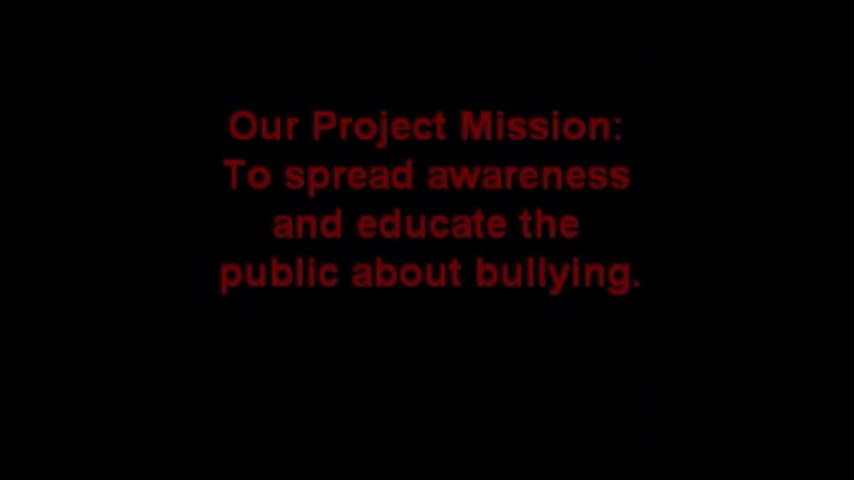 Our Project Mission:
To spread awareness
and educate the
public about bullying.